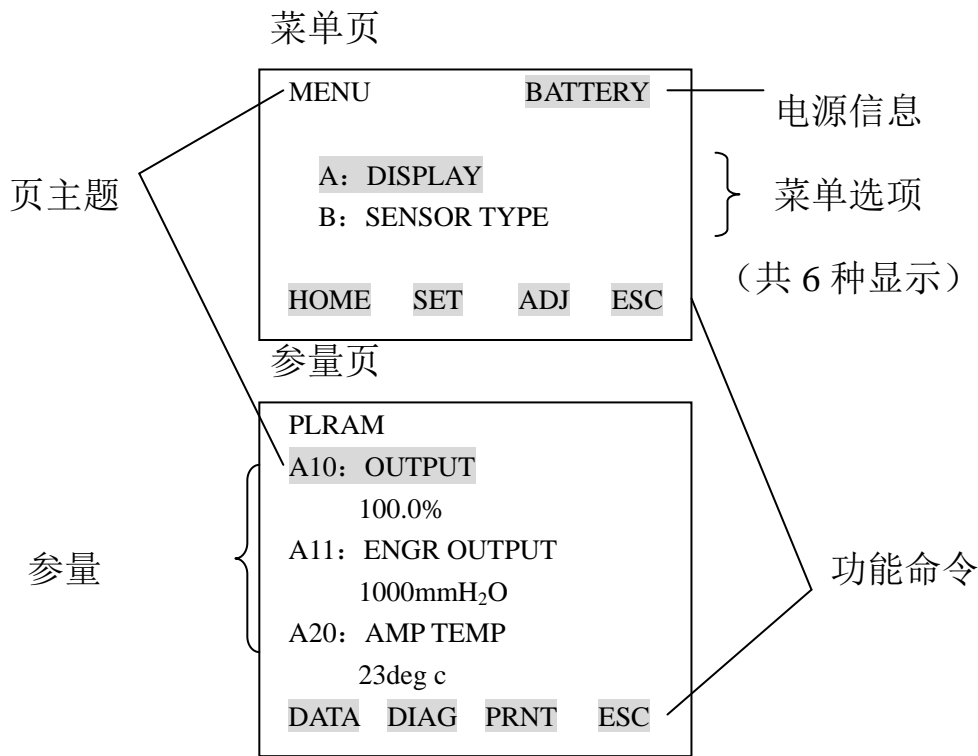 菜单页
MENU BATTERY
电源信息
A：DISPLAY
页主题
菜单选项
B：SENSOR TYPE
（共 6 种显示）
HOME SET ADJ ESC
参量页
PLRAM
A10：OUTPUT
100.0%
A11：ENGR OUTPUT
参量
功能命令
1000mmH₂O
A20：AMP TEMP
23deg c
DATA DIAG PRNT ESC